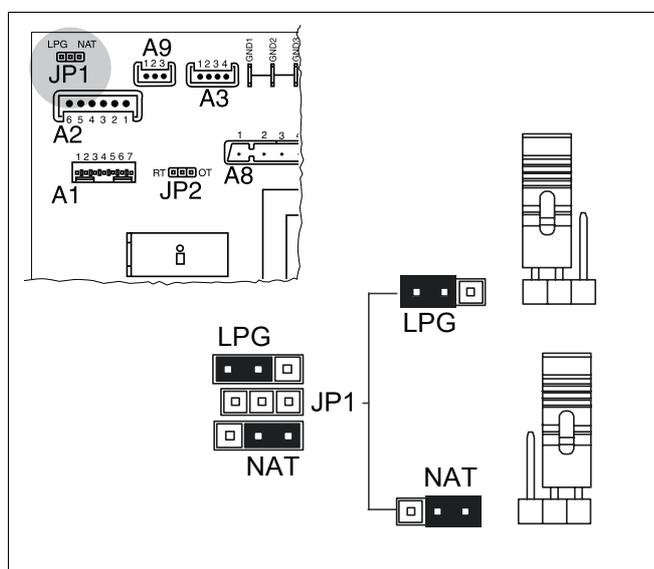 LPG NAT
JP1
A9
1 2 3
1 2 3 4
A3
GND1
GND2
GND3
6 5 4 3 2 1
A2
1 2 3 4 5 6 7
A1
RT OT
JP2
1 2 3
A8
LPG
LPG
JP1
NAT
NAT